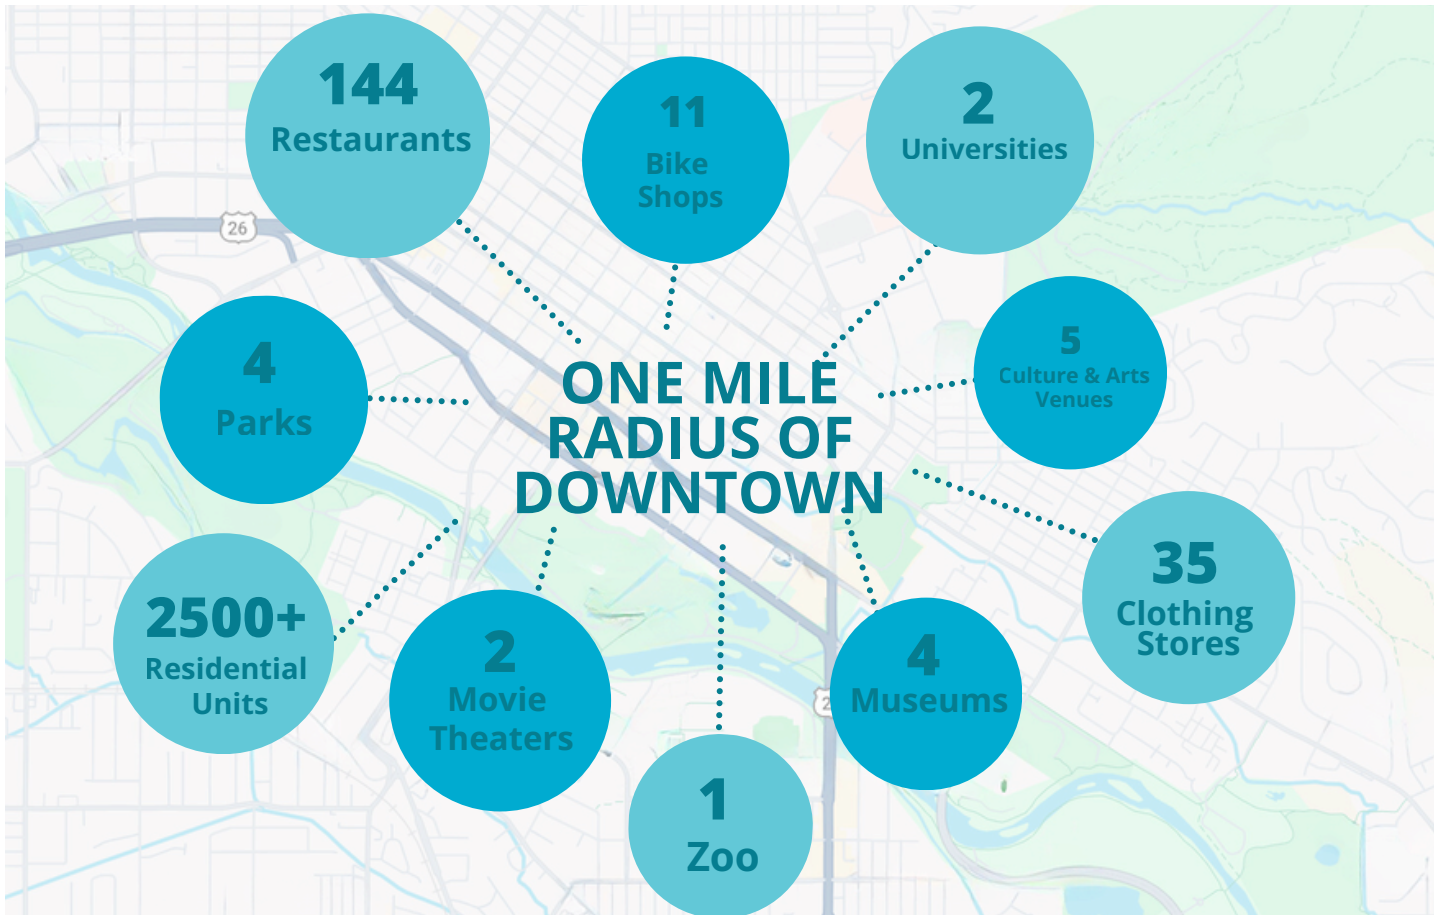 144
Restaurants
11
Bike
Shops
2
Universities
26
4
Parks
5
Culture & Arts
Venues
ONE MILE
RADIUS OF
DOWNTOWN
2500+
Residential
Units
2
Movie
Theaters
1
Zoo
4
Museums
35
Clothing
Stores